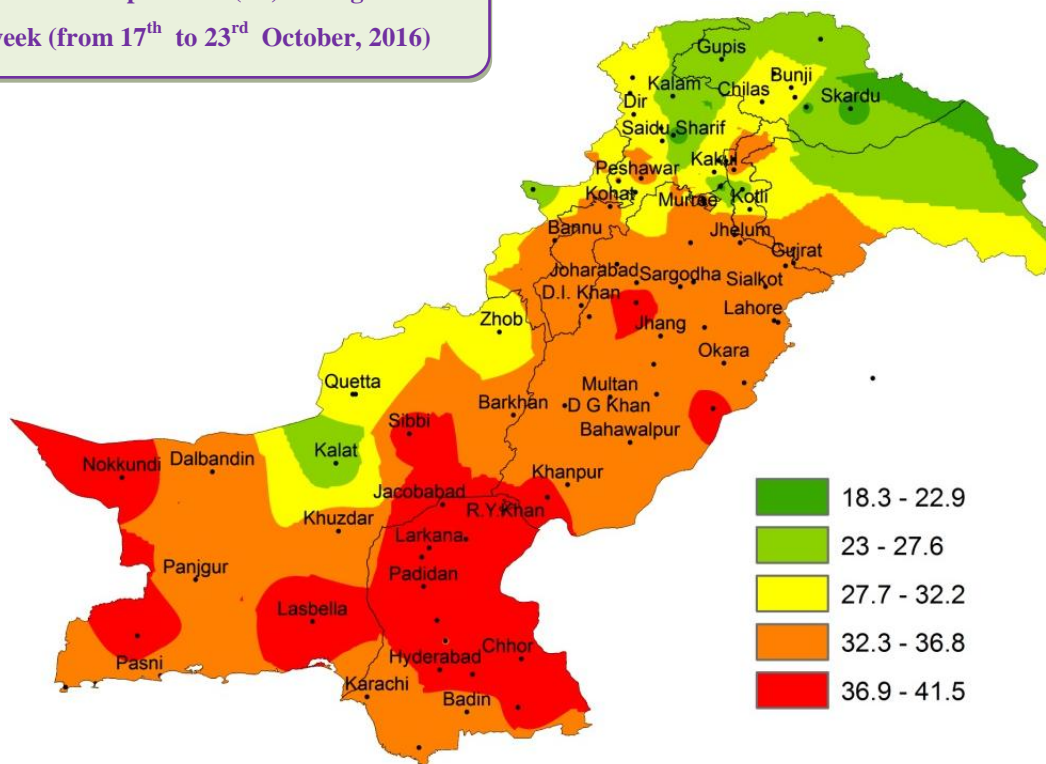 week (from 17th to 23rd October, 2016)
Gupis
Bunji
Kalam
Chilas
Skardu
Dir
Saidu Sharif
Kakul
Peshawar
Kohat
Murree
Kotli
Bannu
Jhelum
Gujrat
Joharabad
Sargodha
Sialkot
D.I. Khan
Lahore
Zhob
Jhang
Okara
Quetta
Multan
Barkhan
D G Khan
Sibbi
Bahawalpur
Kalat
Nokkundi
Dalbandin
Khanpur
Jacobabad
R.Y.Khan
Khuzdar
Larkana
Panjgur
Padidan
Lasbella
Chhor
Pasni
Hyderabad
Karachi
Badin
18.3 - 22.9
23 - 27.6
27.7 - 32.2
32.3 - 36.8
36.9 - 41.5